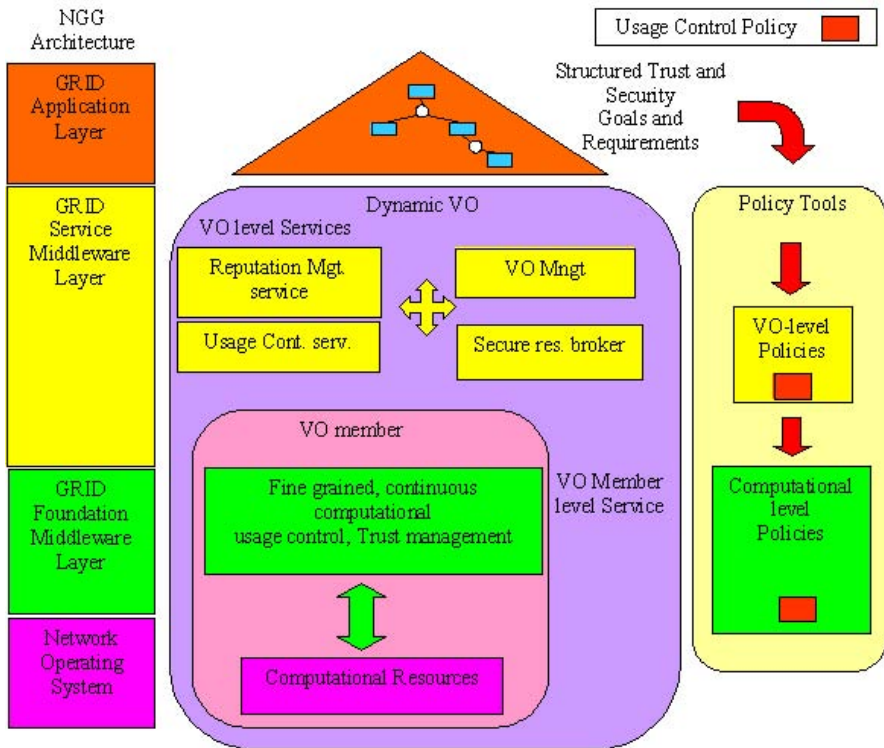 NGG
Architecture
Usage Control Policy
GRID
Application
Layer
Structured Trust and
Security
Goals and
Requirements
GRID
Service
Middleware
Layer
Dynamic VO
VO level Services
Reputation Mgt.
service
VO Mngt
Usage Cont. serv.
Secure res. broker
Policy Tools
VO-level
Policies
VO member
GRID
Foundation
Middleware
Layer
Fine grained, continuous
computational
usage control, Trust management
VO Member
level Service
Computational
level
Policies
Network
Operating
System
Computational Resources